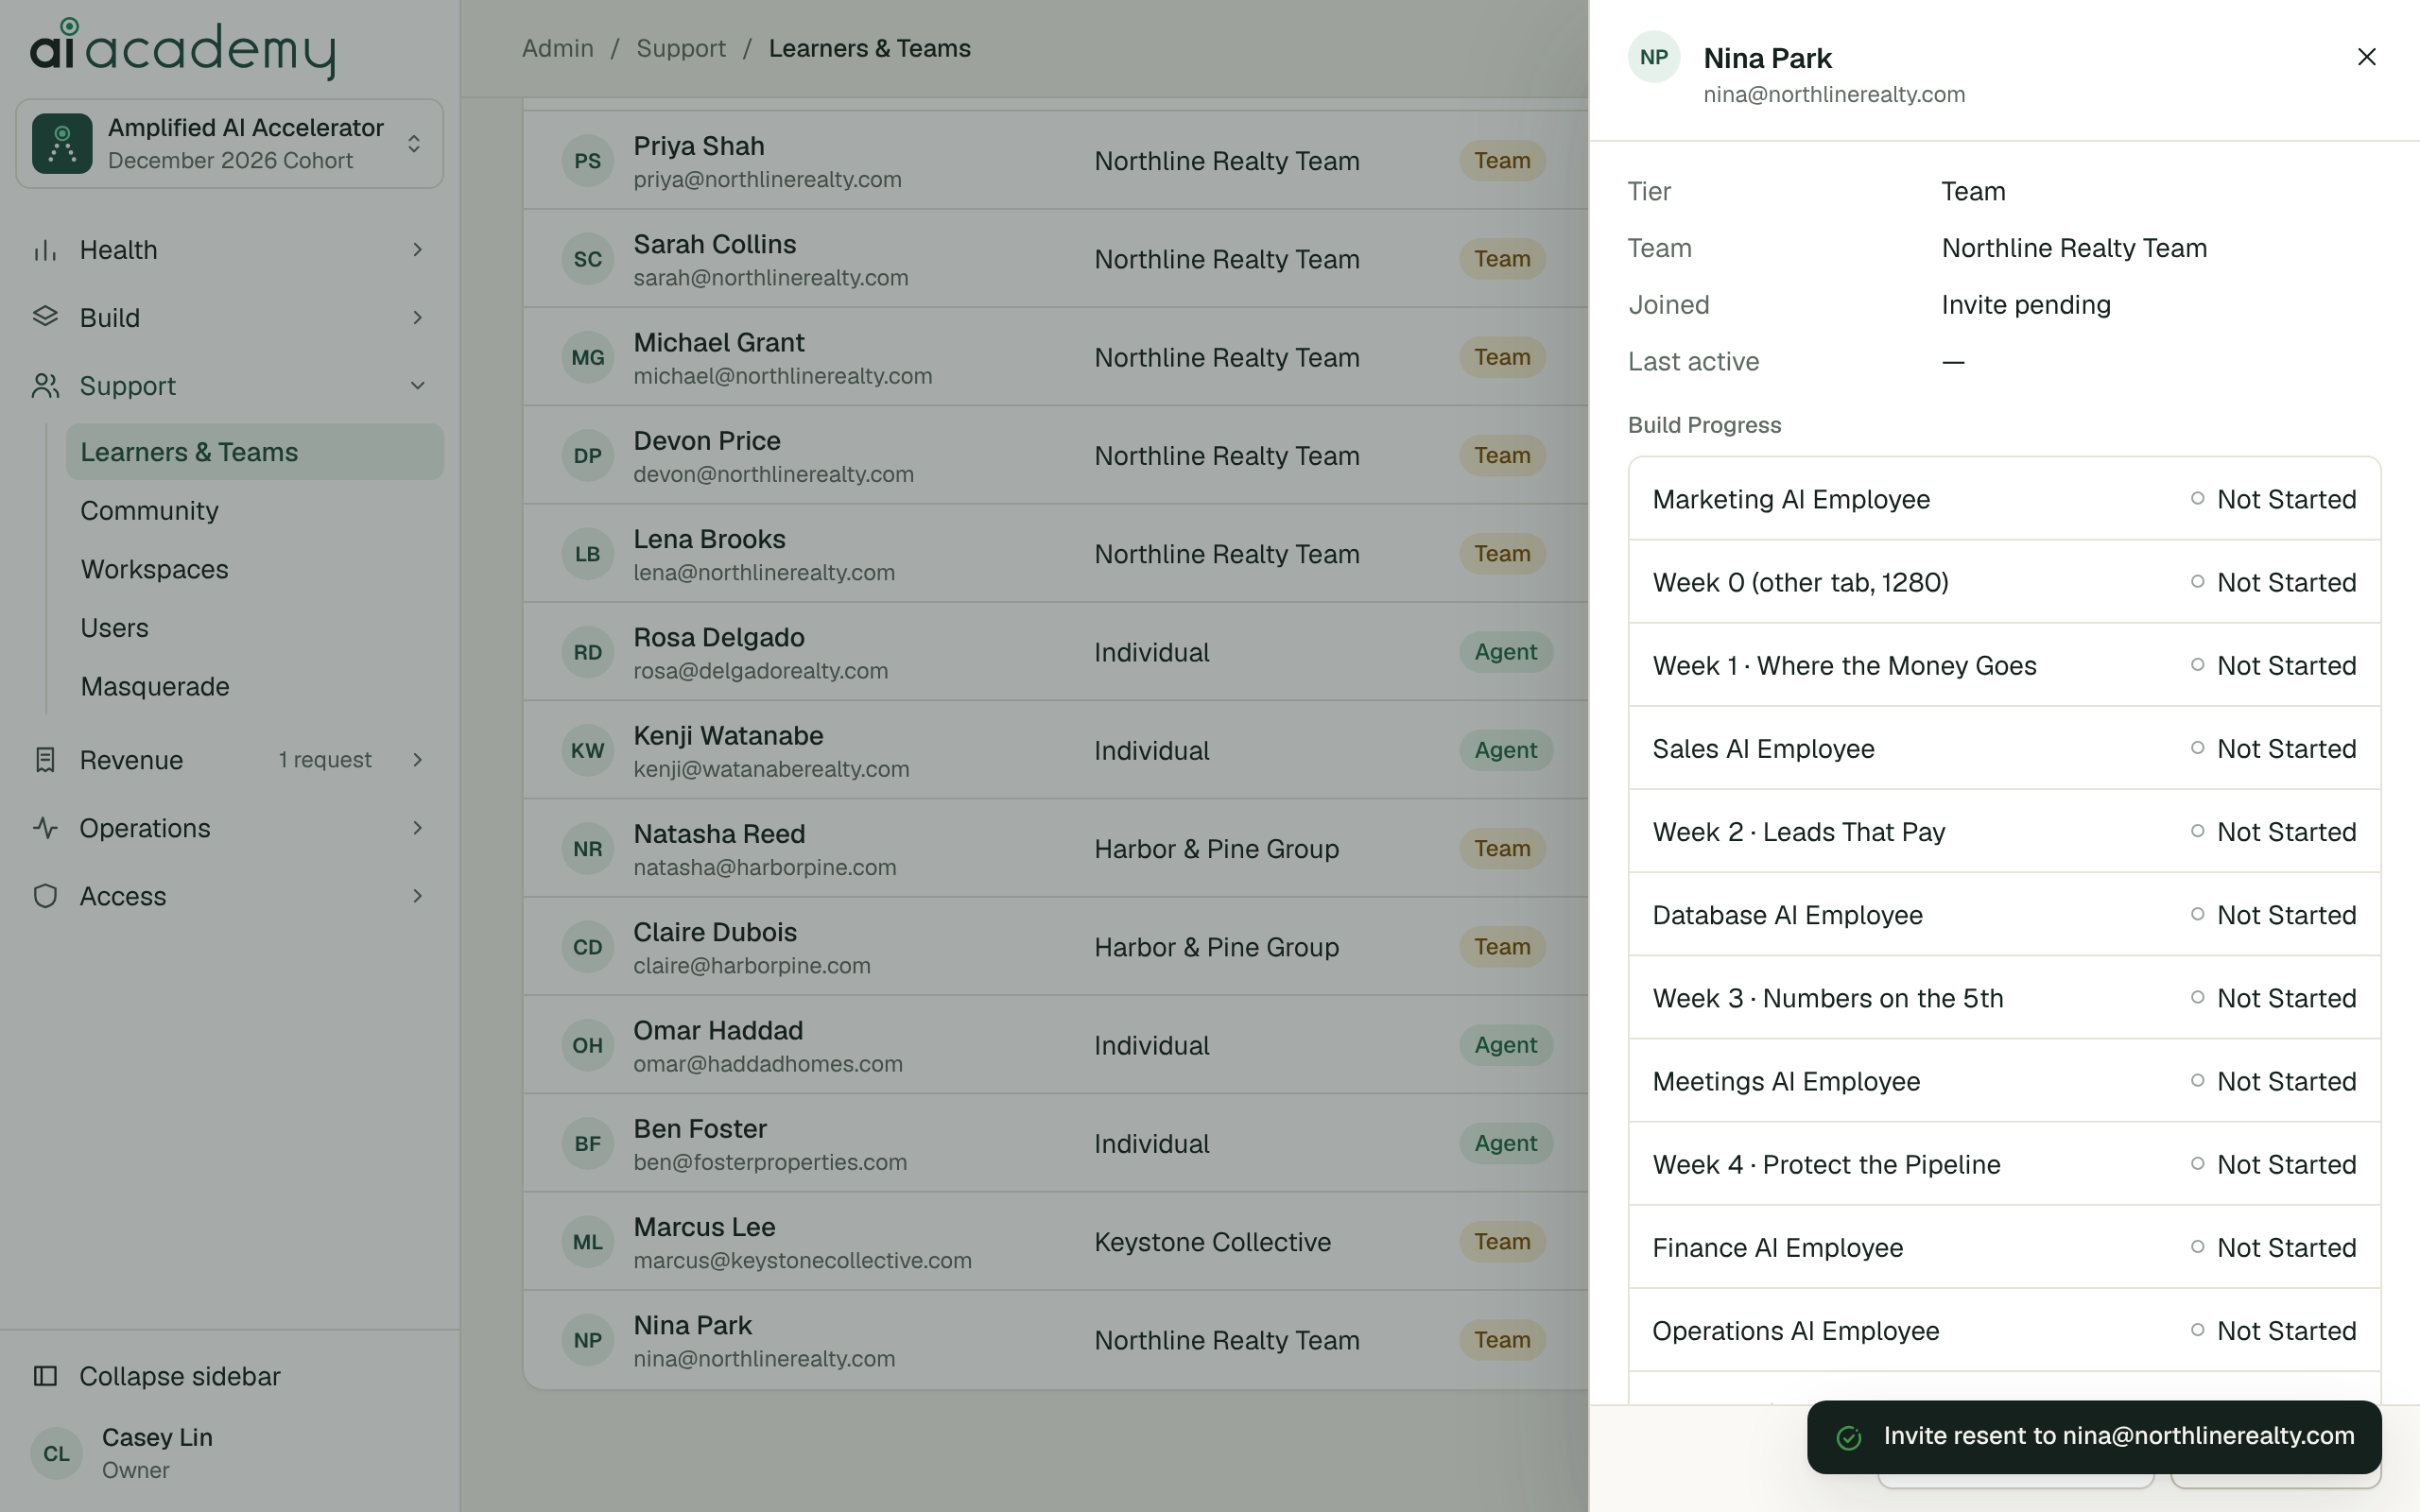 ai academy
Amplified AI Accelerator
December 2026 Cohort
Health
Build
Support
Learners & Teams
Community
Workspaces
Users
Masquerade
Revenue 1 request
Operations
Access
Collapse sidebar
CL Casey Lin
Owner
Admin / Support / Learners & Teams
PS Priya Shah Northline Realty Team Team
priya@northlinerealty.com
SC Sarah Collins Northline Realty Team Team
sarah@northlinerealty.com
MG Michael Grant Northline Realty Team Team
michael@northlinerealty.com
DP Devon Price Northline Realty Team Team
devon@northlinerealty.com
LB Lena Brooks Northline Realty Team Team
lena@northlinerealty.com
RD Rosa Delgado Individual Agent
rosa@delgadorealty.com
KW Kenji Watanabe Individual Agent
kenji@watanaberealty.com
NR Natasha Reed Harbor & Pine Group Team
natasha@harborpine.com
CD Claire Dubois Harbor & Pine Group Team
claire@harborpine.com
OH Omar Haddad Individual Agent
omar@haddadhomes.com
BF Ben Foster Individual Agent
ben@fosterproperties.com
ML Marcus Lee Keystone Collective Team
marcus@keystonecollective.com
NP Nina Park Northline Realty Team Team
nina@northlinerealty.com
NP Nina Park
nina@northlinerealty.com
Tier Team
Team Northline Realty Team
Joined Invite pending
Last active —
Build Progress
Marketing AI Employee Not Started
Week 0 (other tab, 1280) Not Started
Week 1 · Where the Money Goes Not Started
Sales AI Employee Not Started
Week 2 · Leads That Pay Not Started
Database AI Employee Not Started
Week 3 · Numbers on the 5th Not Started
Meetings AI Employee Not Started
Week 4 · Protect the Pipeline Not Started
Finance AI Employee Not Started
Operations AI Employee Not Started
Invite resent to nina@northlinerealty.com